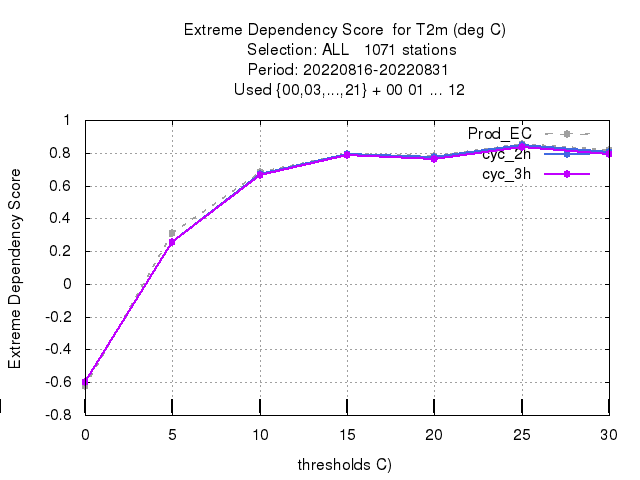 Extreme Dependency Score  for T2m (deg C)
Selection: ALL   1071 stations
Period: 20220816-20220831
Used {00,03,...,21} + 00 01 ... 12
Extreme Dependency Score
1
0.8
0.6
0.4
0.2
0
-0.2
-0.4
-0.6
-0.8
Prod_EC
cyc_2h
cyc_3h
0 5 10 15 20 25 30
thresholds C)